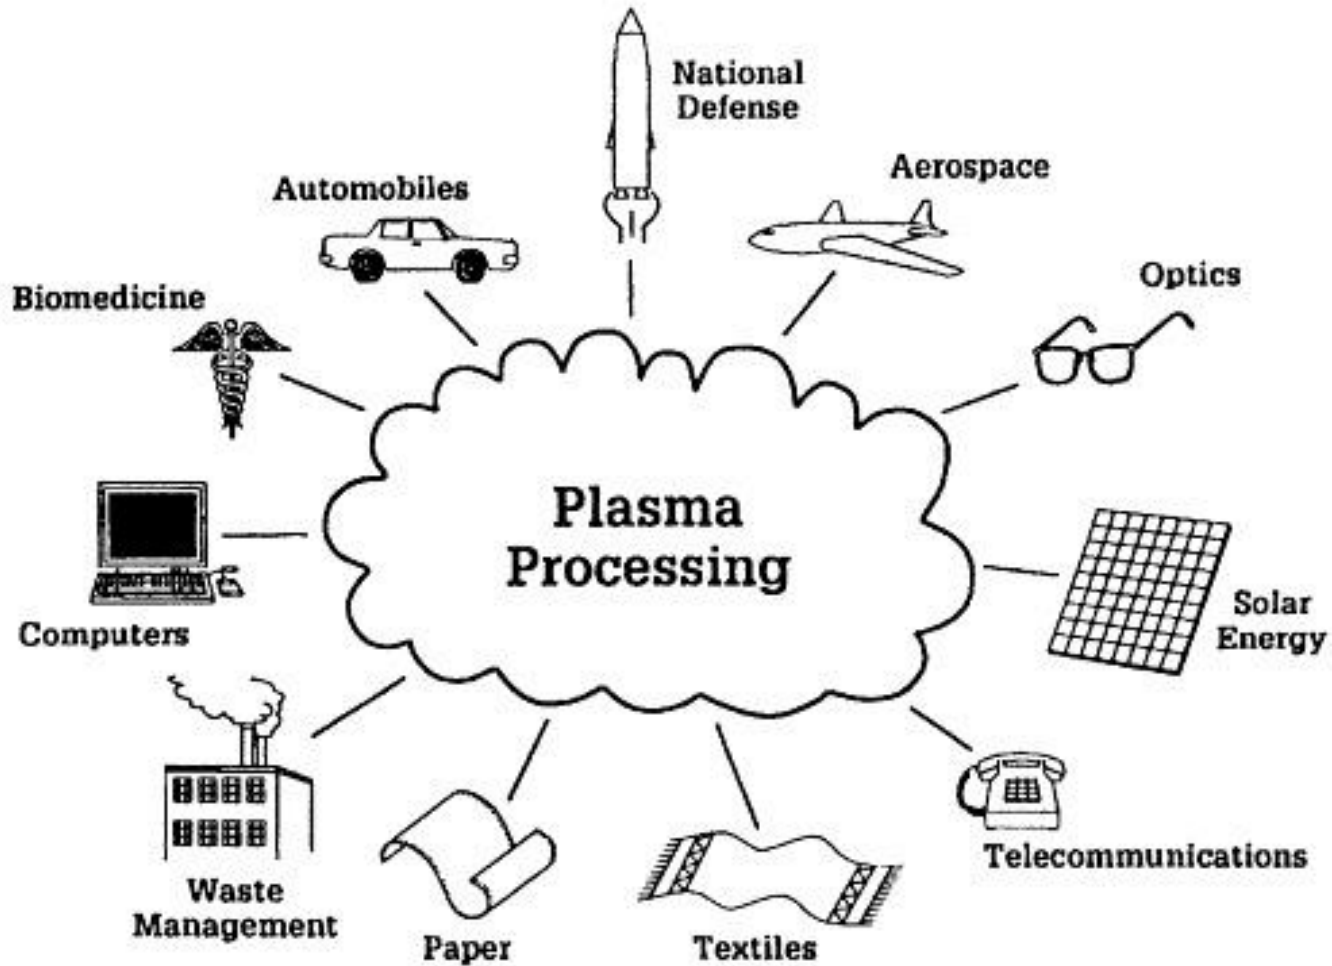 National
Defense
Aerospace
Automobiles
Optics
Biomedicine
Plasma
Processing
Solar
Energy
Computers
Telecommunications
Waste
Management
Paper
Textiles